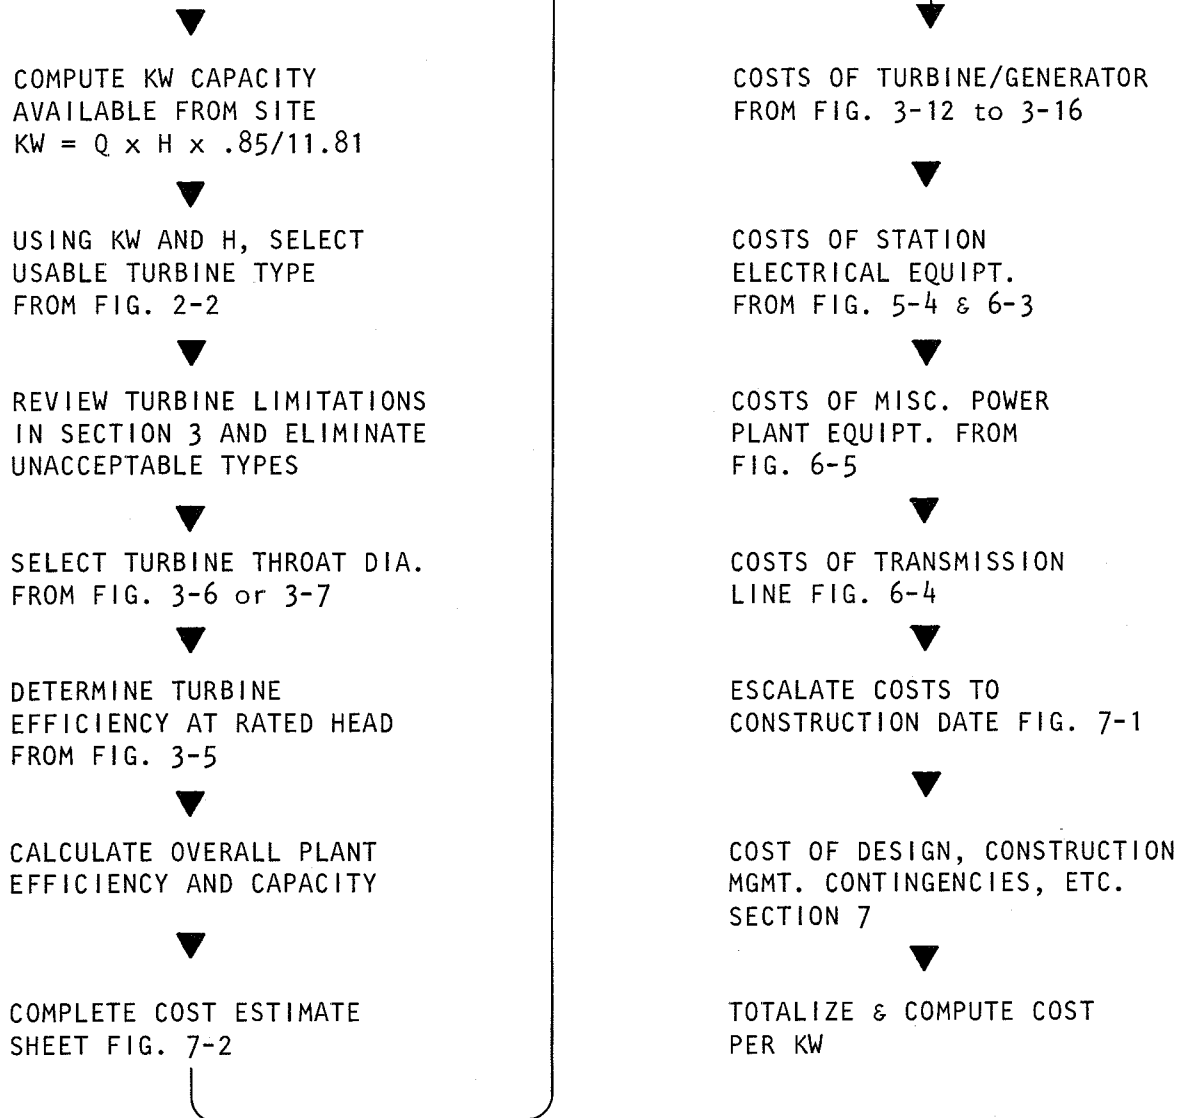 COMPUTE KW CAPACITY
AVAILABLE FROM SITE
KW = Q x H x .85/11.81
USING KW AND H, SELECT
USABLE TURBINE TYPE
FROM FIG. 2-2
REVIEW TURBINE LIMITATIONS
IN SECTION 3 AND ELIMINATE
UNACCEPTABLE TYPES
SELECT TURBINE THROAT DIA.
FROM FIG. 3-6 or 3-7
DETERMINE TURBINE
EFFICIENCY AT RATED HEAD
FROM FIG. 3-5
CALCULATE OVERALL PLANT
EFFICIENCY AND CAPACITY
COMPLETE COST ESTIMATE
SHEET FIG. 7-2
COSTS OF TURBINE/GENERATOR
FROM FIG. 3-12 to 3-16
COSTS OF STATION
ELECTRICAL EQUIPT.
FROM FIG. 5-4 & 6-3
COSTS OF MISC. POWER
PLANT EQUIPT. FROM
FIG. 6-5
COSTS OF TRANSMISSION
LINE FIG. 6-4
ESCALATE COSTS TO
CONSTRUCTION DATE FIG. 7-1
COST OF DESIGN, CONSTRUCTION
MGMT. CONTINGENCIES, ETC.
SECTION 7
TOTALIZE & COMPUTE COST
PER KW